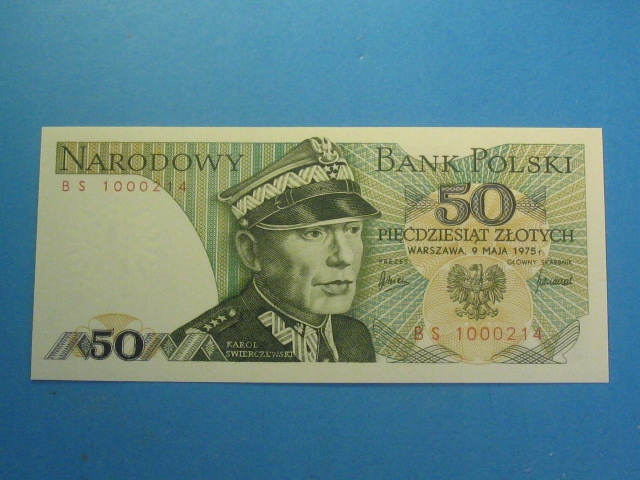 NARODOWY BANK POLSKI
BS 1000214
50
PIĘĆDZIESIĄT ZŁOTYCH
WARSZAWA, 9 MAJA 1975 r.
PREZES GŁÓWNY SKARBNIK
BS 1000214
50
KAROL
ŚWIERCZEWSKI